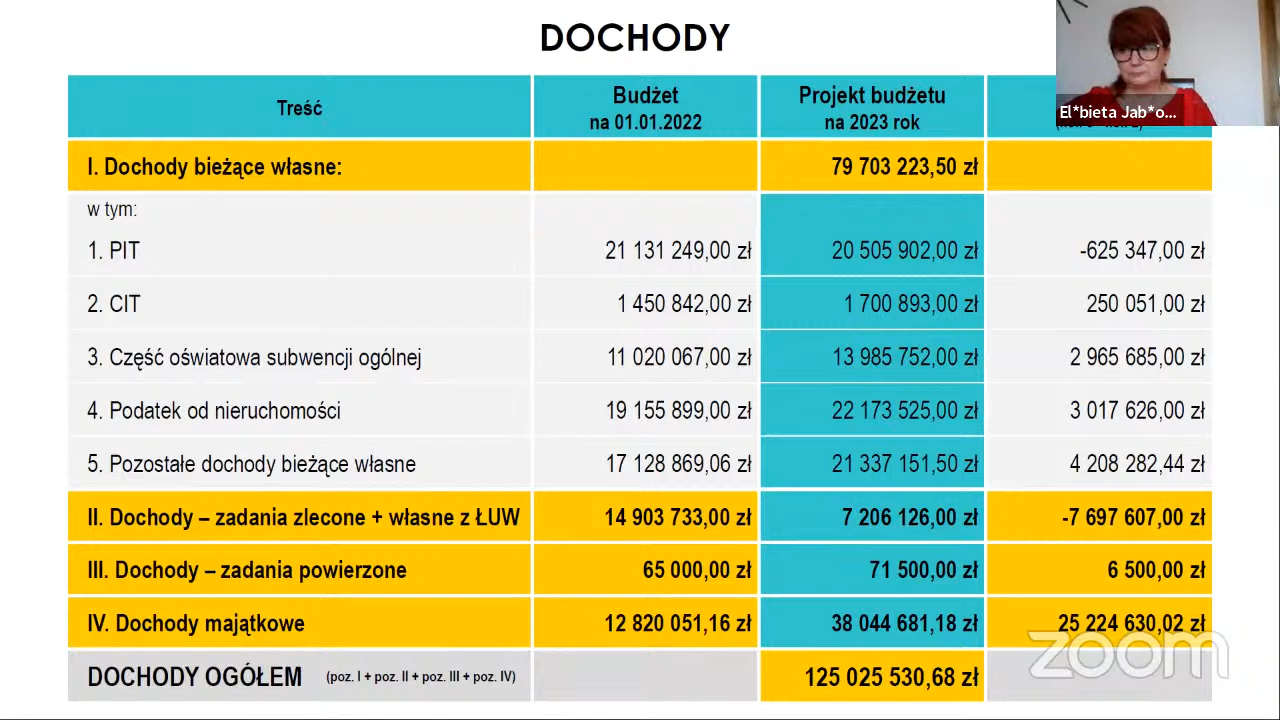 DOCHODY
El*bieta Jab*o...
Treść
Budżet
na 01.01.2022
Projekt budżetu
na 2023 rok
I. Dochody bieżące własne:
79 703 223,50 zł
w tym:
1. PIT
21 131 249,00 zł
20 505 902,00 zł
-625 347,00 zł
2. CIT
1 450 842,00 zł
1 700 893,00 zł
250 051,00 zł
3. Część oświatowa subwencji ogólnej
11 020 067,00 zł
13 985 752,00 zł
2 965 685,00 zł
4. Podatek od nieruchomości
19 155 899,00 zł
22 173 525,00 zł
3 017 626,00 zł
5. Pozostałe dochody bieżące własne
17 128 869,06 zł
21 337 151,50 zł
4 208 282,44 zł
II. Dochody – zadania zlecone + własne z ŁUW
14 903 733,00 zł
7 206 126,00 zł
-7 697 607,00 zł
III. Dochody – zadania powierzone
65 000,00 zł
71 500,00 zł
6 500,00 zł
IV. Dochody majątkowe
12 820 051,16 zł
38 044 681,18 zł
25 224 630,02 zł
DOCHODY OGÓŁEM (poz. I + poz. II + poz. III + poz. IV)
125 025 530,68 zł
zoom